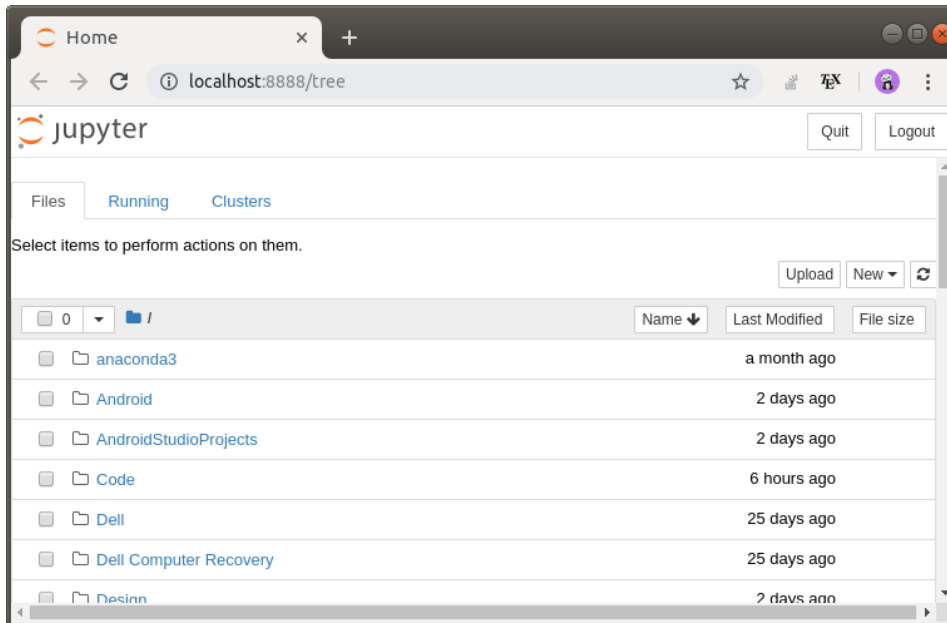 Home
localhost:8888/tree
TEX
jupyter
Quit Logout
Files Running Clusters
Select items to perform actions on them.
Upload New
0 / Name Last Modified File size
anaconda3 a month ago
Android 2 days ago
AndroidStudioProjects 2 days ago
Code 6 hours ago
Dell 25 days ago
Dell Computer Recovery 25 days ago
Design 2 days ago